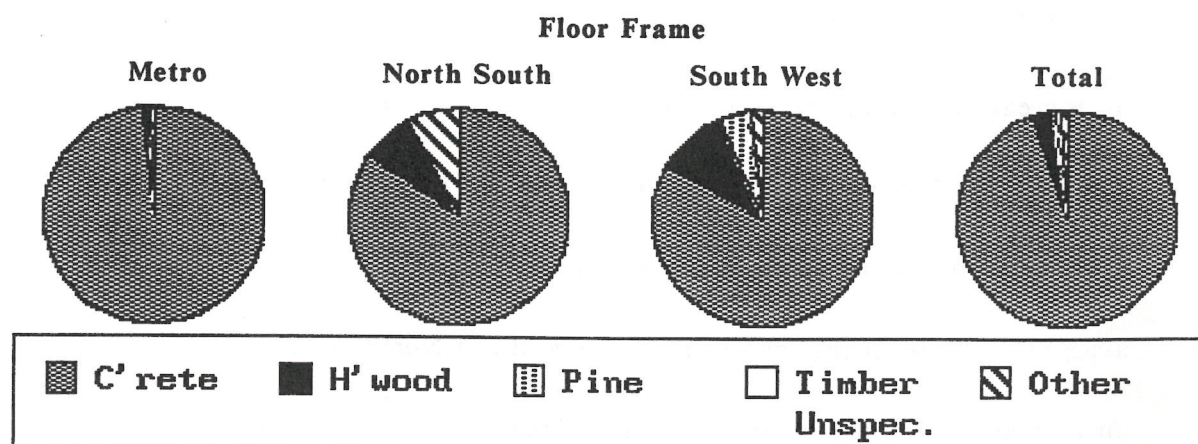 Floor Frame
Metro North South South West Total
C'rete H'wood Pine Timber Unspec. Other